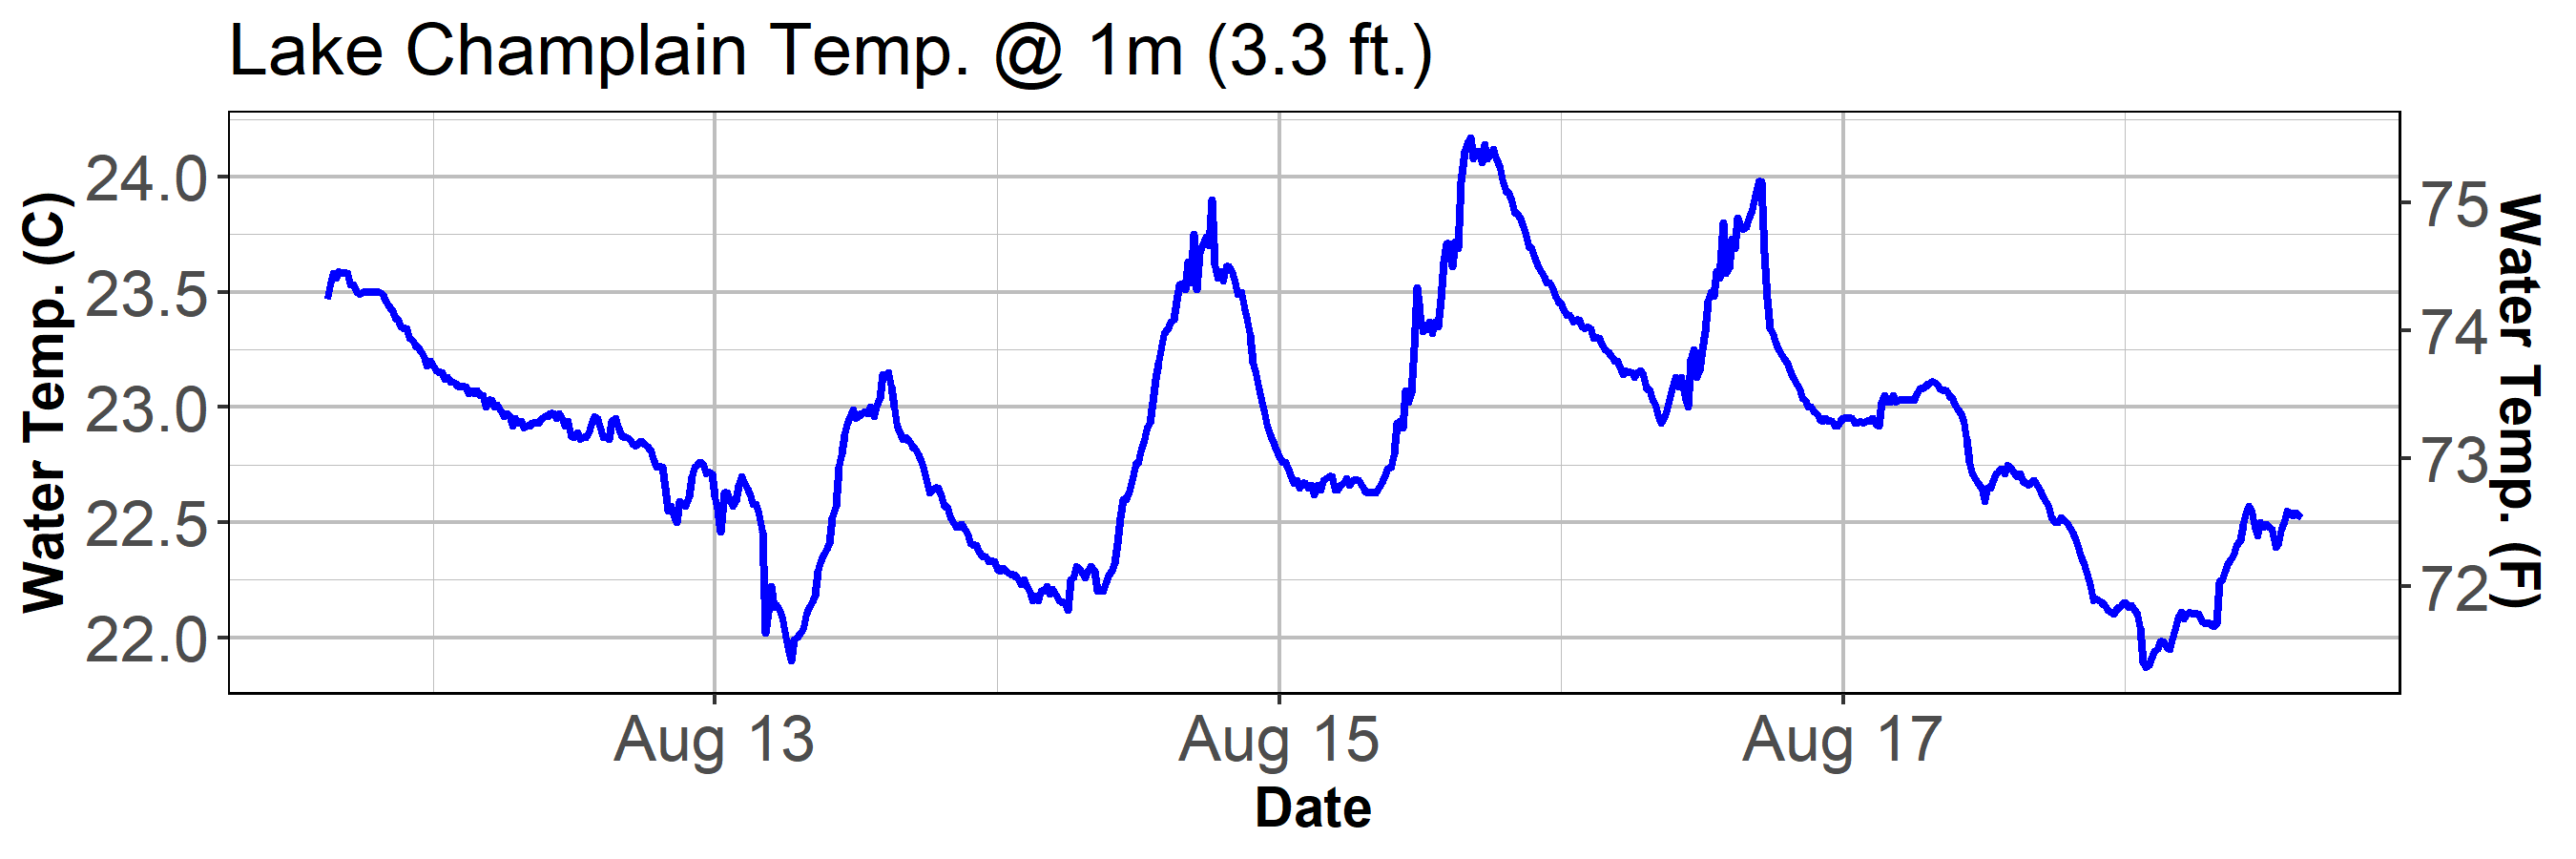 Lake Champlain Temp. @ 1m (3.3 ft.)
Water Temp. (C)
24.0
23.5
23.0
22.5
22.0
75
74
73
72
Water Temp. (F)
Aug 13
Aug 15
Aug 17
Date